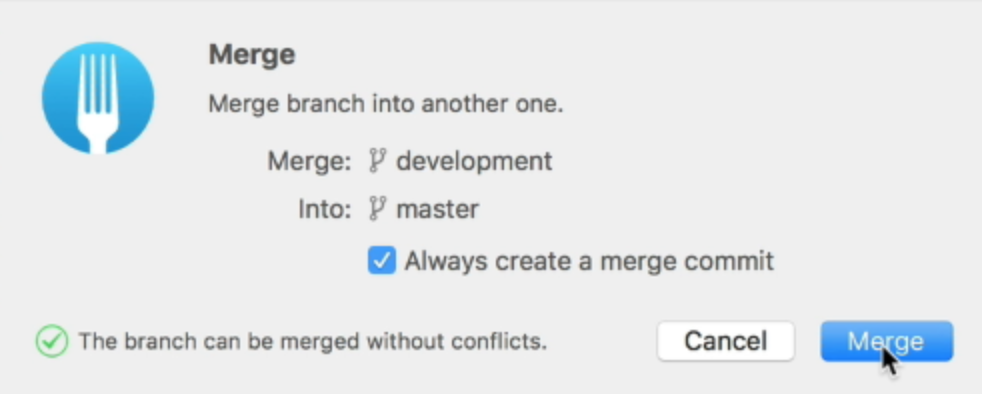 Merge
Merge branch into another one.
Merge: development
Into: master
Always create a merge commit
The branch can be merged without conflicts.
Cancel
Merge